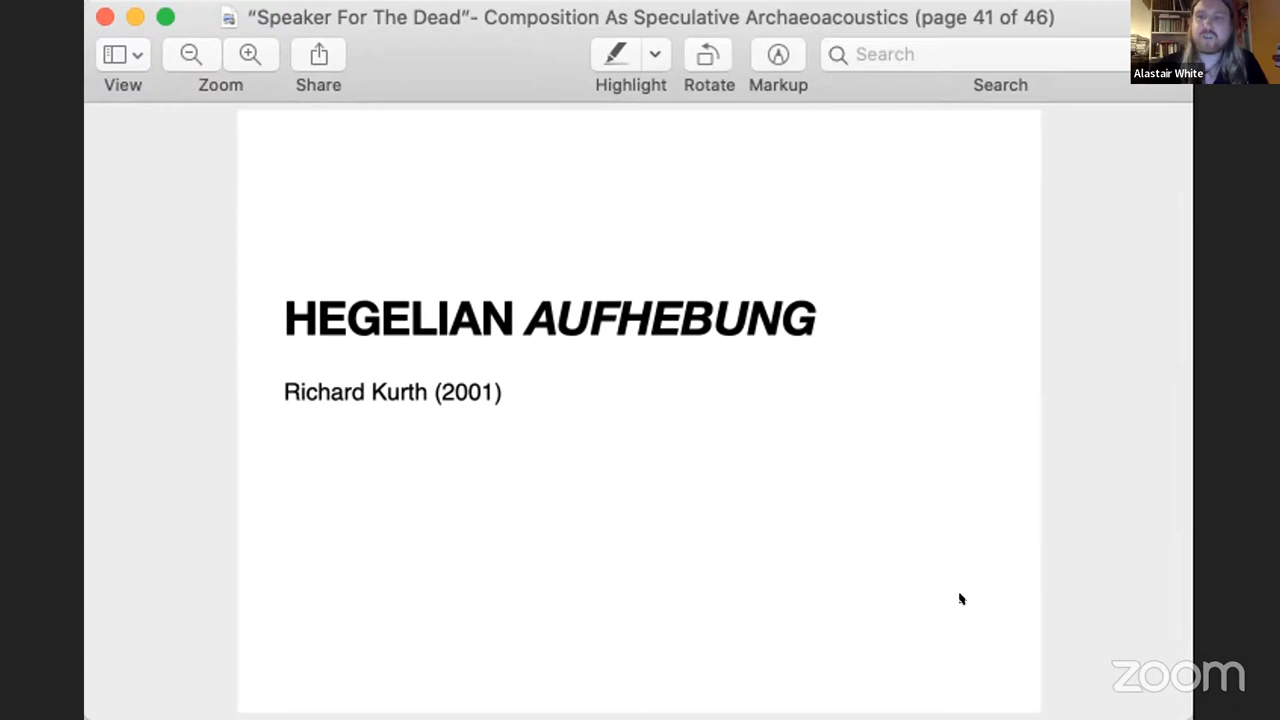 “Speaker For The Dead”- Composition As Speculative Archaeoacoustics (page 41 of 46)
View
Zoom
Share
Highlight
Rotate
Markup
Search
Search
Alastair White
HEGELIAN AUFHEBUNG
Richard Kurth (2001)
zoom